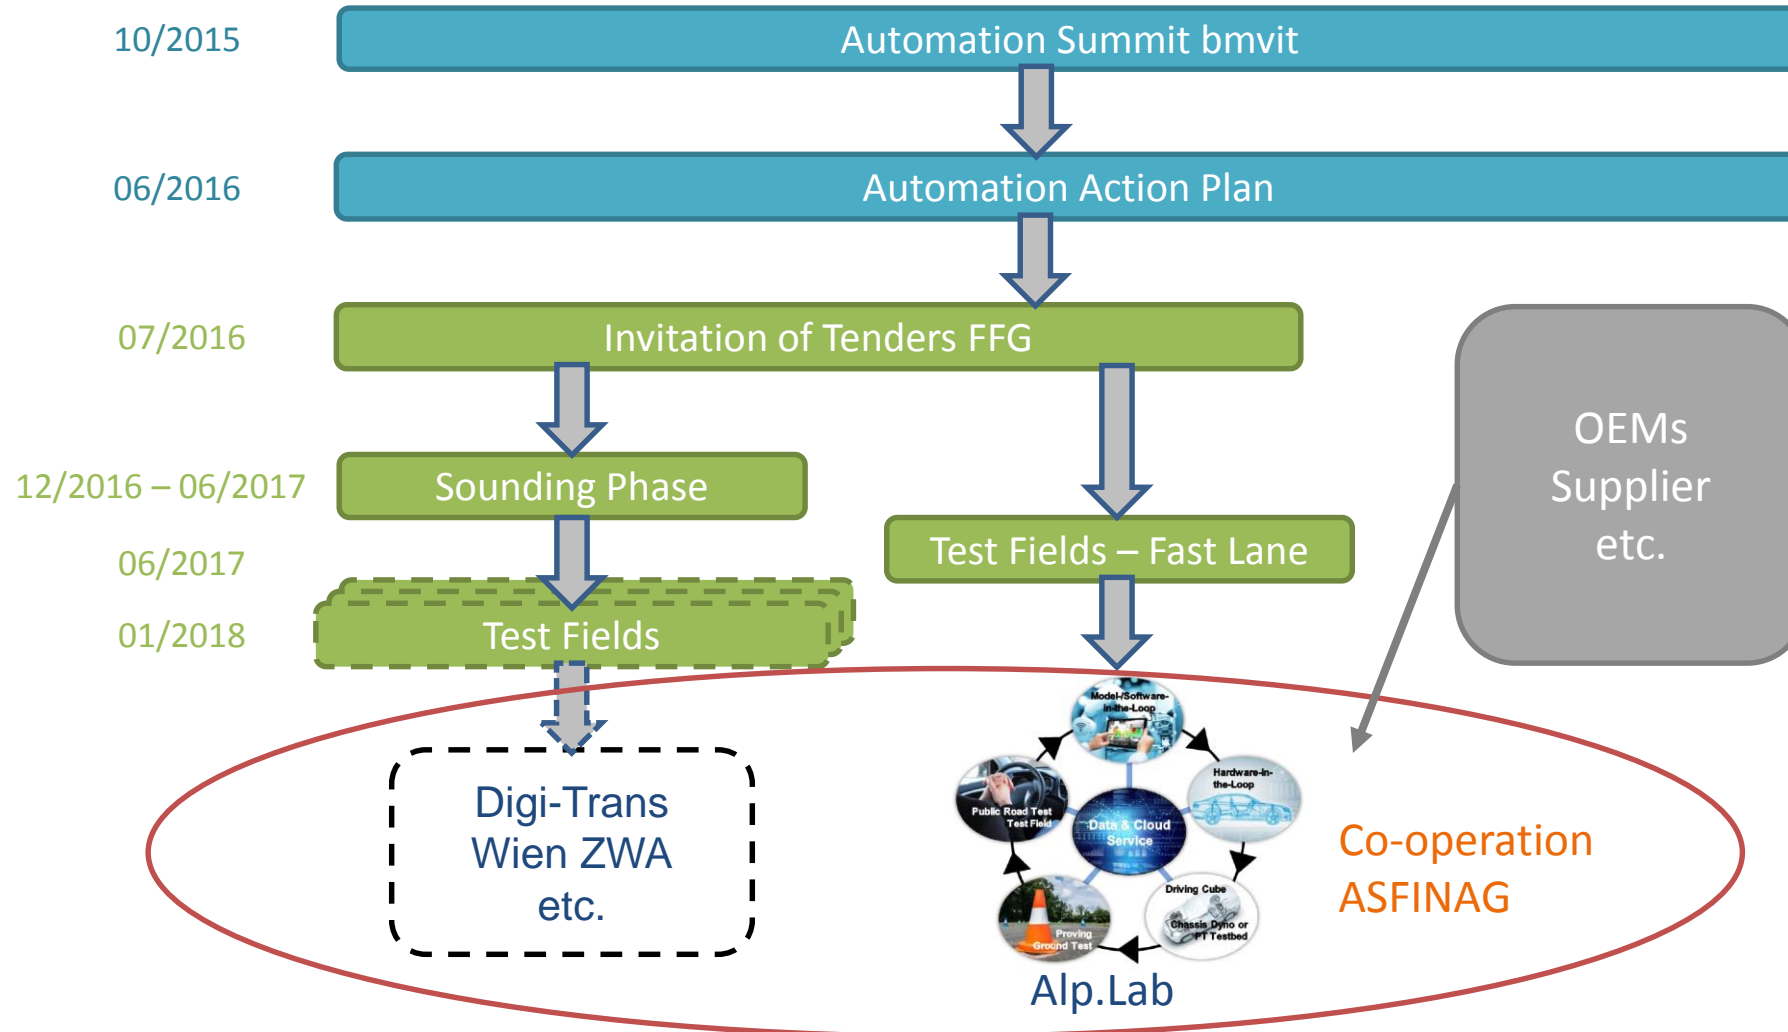 10/2015
Automation Summit bmvit
06/2016
Automation Action Plan
07/2016
Invitation of Tenders FFG
OEMs
Supplier
etc.
12/2016 – 06/2017
Sounding Phase
06/2017
Test Fields – Fast Lane
01/2018
Test Fields
Digi-Trans
Wien ZWA
etc.
Model-/Software-
in-the-Loop
Hardware-in-
the-Loop
Public Road Test
Test Field
Data & Cloud
Service
Driving Cube
Chassis Dyno or
PT Testbed
Proving
Ground Test
Alp.Lab
Co-operation
ASFINAG